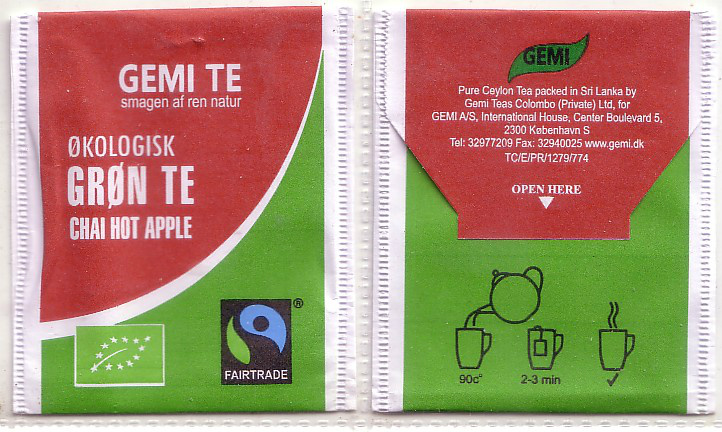 GEMI TE
smagen af ren natur
ØKOLOGISK
GRØN TE
CHAI HOT APPLE
®
FAIRTRADE
GEMI
Pure Ceylon Tea packed in Sri Lanka by
Gemi Teas Colombo (Private) Ltd, for
GEMI A/S, International House, Center Boulevard 5,
2300 København S
Tel: 32977209 Fax: 32940025 www.gemi.dk
TC/E/PR/1279/774
OPEN HERE
90c° 2-3 min